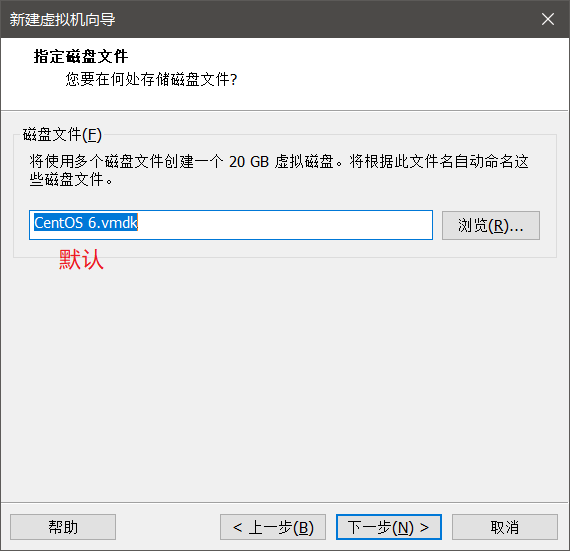 新建虚拟机向导
指定磁盘文件
您要在何处存储磁盘文件?
磁盘文件(F)
将使用多个磁盘文件创建一个 20 GB 虚拟磁盘。将根据此文件名自动命名这
些磁盘文件。
CentOS 6.vmdk
浏览(R)...
默认
帮助
< 上一步(B)
下一步(N) >
取消